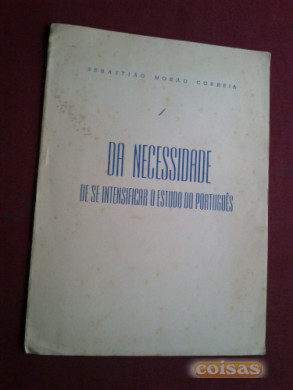 SEBASTIÃO MORÃO CORREIA
DA NECESSIDADE
DE SE INTENSIFICAR O ESTUDO DO PORTUGUÊS
coisas